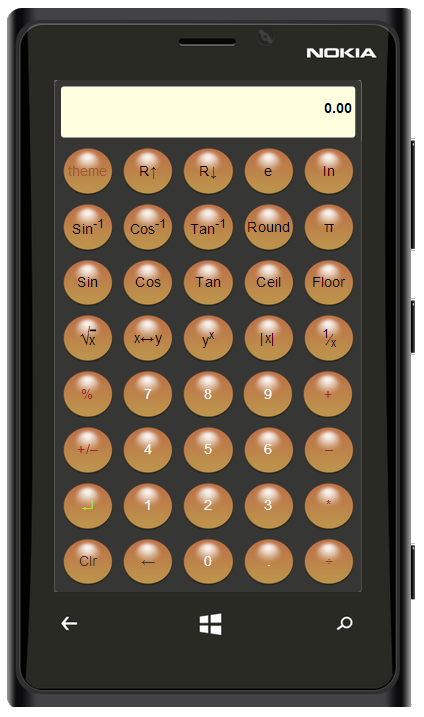 NOKIA
0.00
theme R↑ R↓ e ln
Sin⁻¹ Cos⁻¹ Tan⁻¹ Round π
Sin Cos Tan Ceil Floor
√x x↔y yˣ |x| 1/x
% 7 8 9 +
+/− 4 5 6 −
↵ 1 2 3 *
Clr ← 0 . ÷